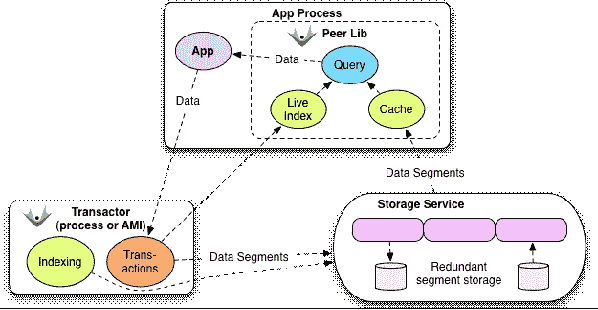 App Process
Peer Lib
App
Data
Query
Data
Live
Index
Cache
Data Segments
Transactor
(process or AMI)
Storage Service
Indexing
Trans-
actions
Data Segments
Redundant
segment storage